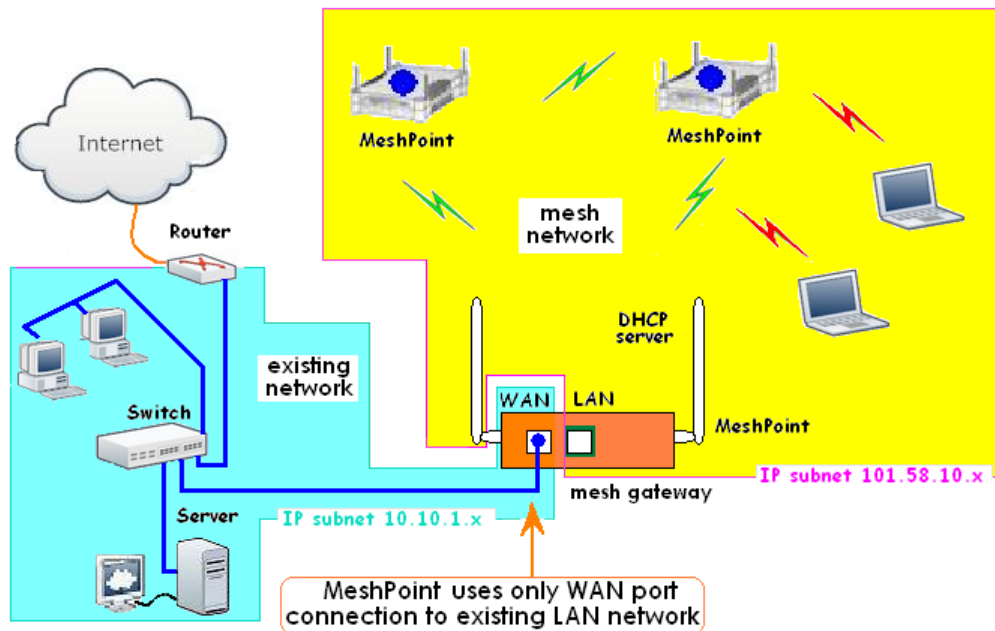 MeshPoint
MeshPoint
Internet
mesh
network
Router
DHCP
server
existing
network
WAN
LAN
Switch
MeshPoint
mesh gateway
IP subnet 101.58.10.x
Server
IP subnet 10.10.1.x
MeshPoint uses only WAN port
connection to existing LAN network